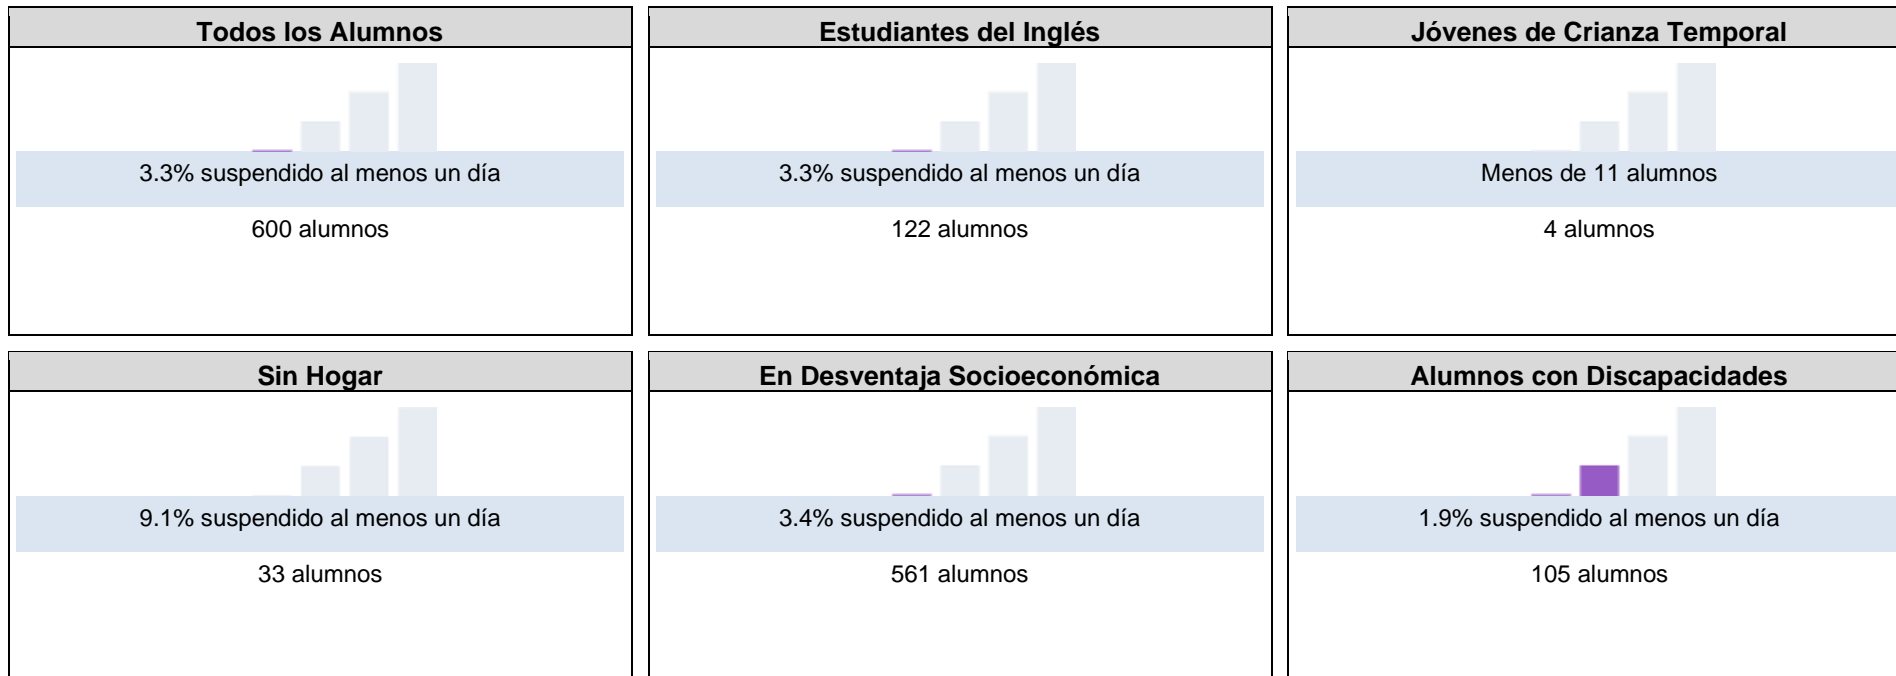 Todos los Alumnos
3.3% suspendido al menos un día
600 alumnos
Estudiantes del Inglés
3.3% suspendido al menos un día
122 alumnos
Jóvenes de Crianza Temporal
Menos de 11 alumnos
4 alumnos
Sin Hogar
9.1% suspendido al menos un día
33 alumnos
En Desventaja Socioeconómica
3.4% suspendido al menos un día
561 alumnos
Alumnos con Discapacidades
1.9% suspendido al menos un día
105 alumnos